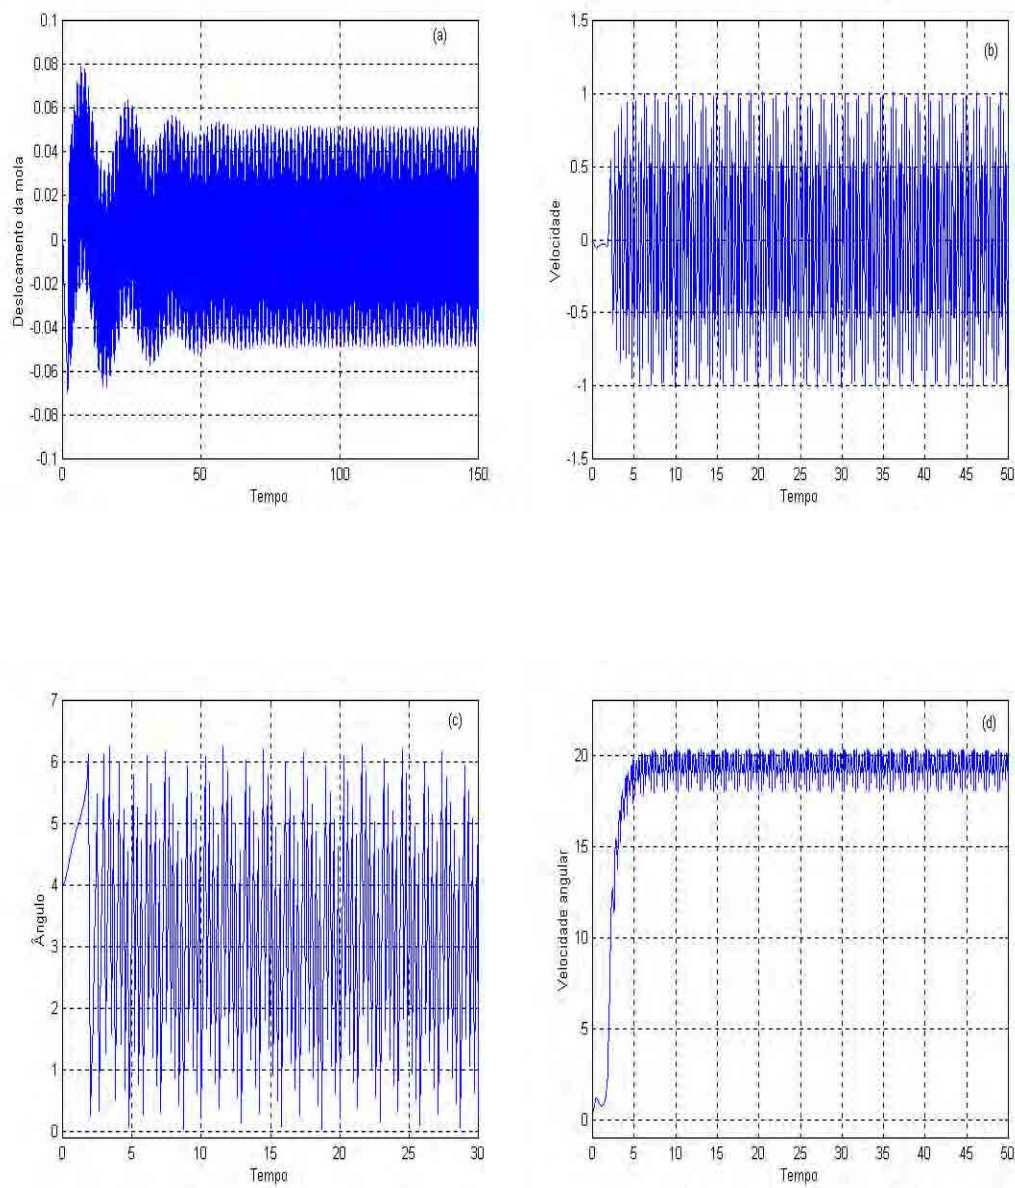 (a)
Deslocamento da mola
0.1
0.08
0.06
0.04
0.02
0
-0.02
-0.04
-0.06
-0.08
-0.1
0 50 100 150
Tempo
(b)
Velocidade
1.5
1
0.5
0
-0.5
-1
-1.5
0 5 10 15 20 25 30 35 40 45 50
Tempo
(c)
Ângulo
7
6
5
4
3
2
1
0
0 5 10 15 20 25 30
Tempo
(d)
Velocidade angular
20
15
10
5
0
0 5 10 15 20 25 30 35 40 45 50
Tempo